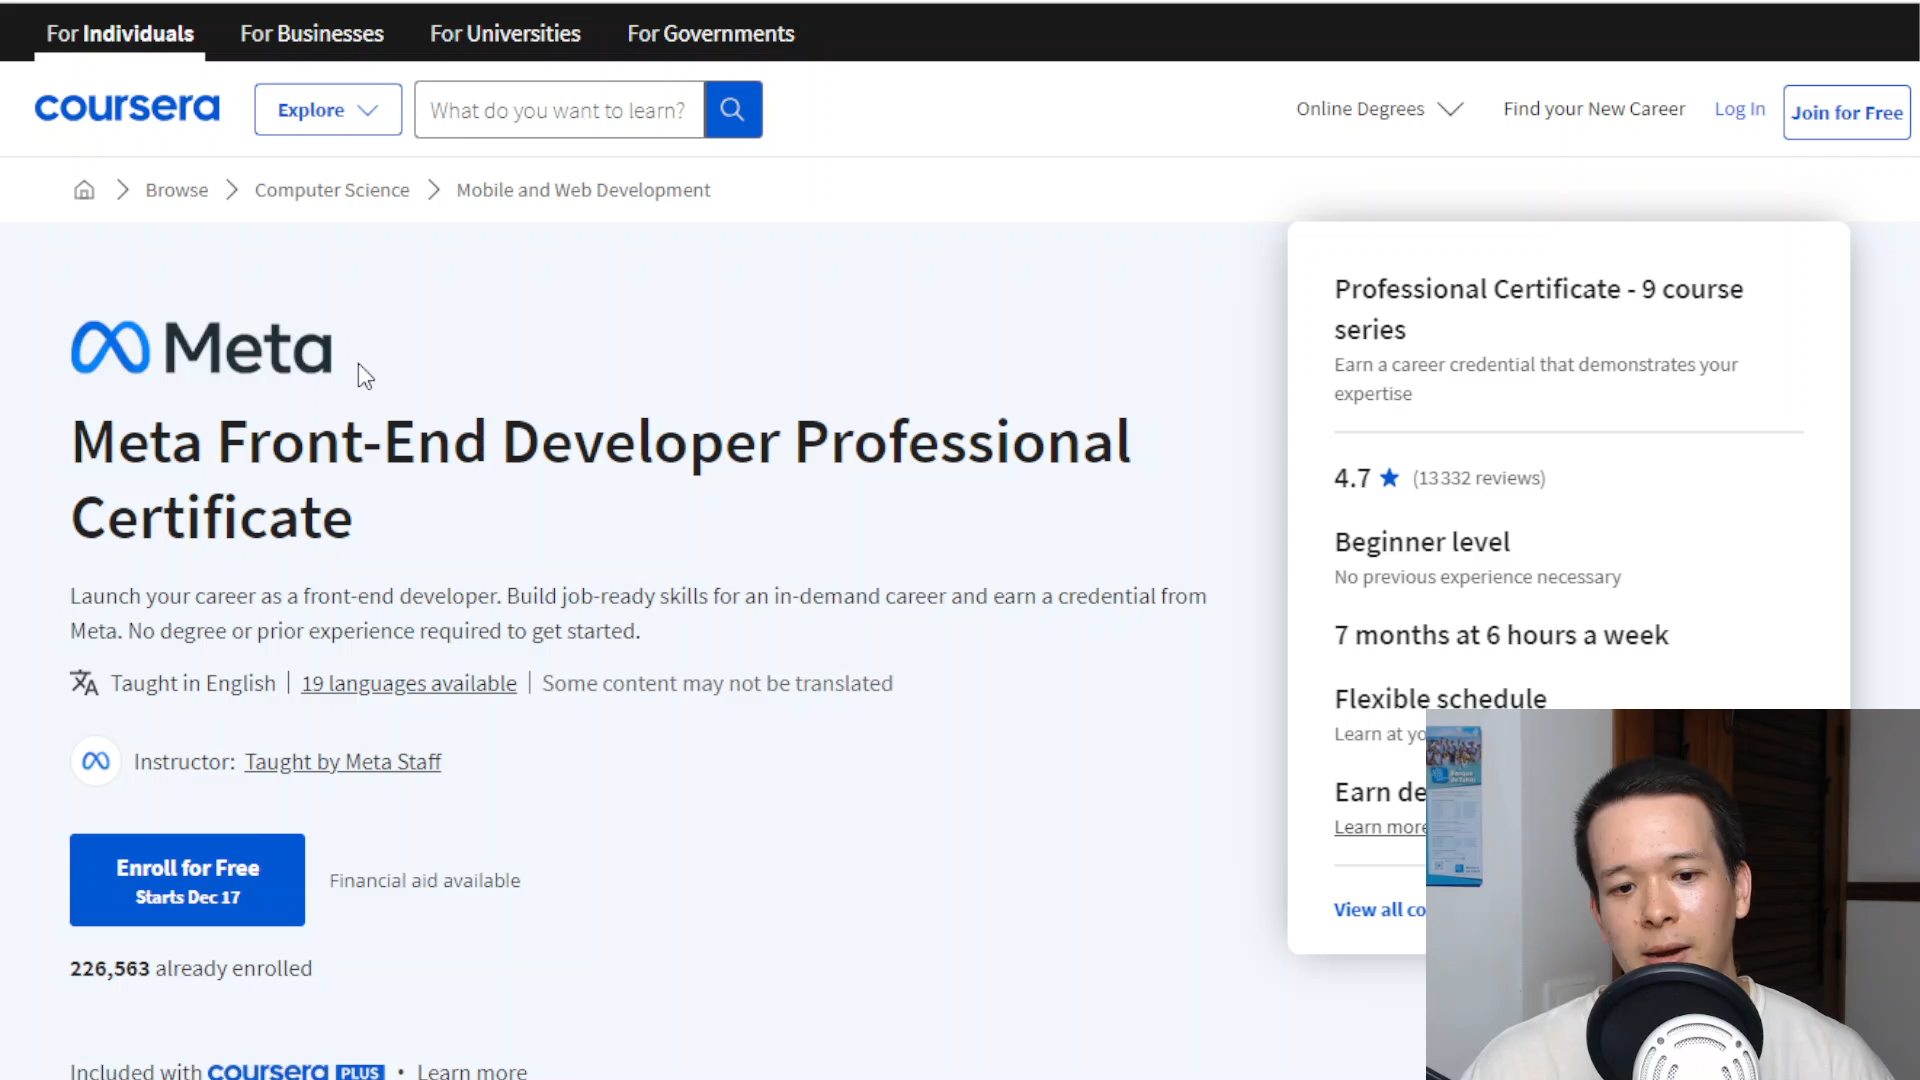 For Individuals For Businesses For Universities For Governments
coursera Explore What do you want to learn? Online Degrees Find your New Career Log In Join for Free
Browse Computer Science Mobile and Web Development
Meta
Meta Front-End Developer Professional
Certificate
Launch your career as a front-end developer. Build job-ready skills for an in-demand career and earn a credential from
Meta. No degree or prior experience required to get started.
Taught in English | 19 languages available | Some content may not be translated
Instructor: Taught by Meta Staff
Enroll for Free
Starts Dec 17
Financial aid available
226,563 already enrolled
Included with coursera PLUS • Learn more
Professional Certificate - 9 course
series
Earn a career credential that demonstrates your
expertise
4.7 ★ (13 332 reviews)
Beginner level
No previous experience necessary
7 months at 6 hours a week
Flexible schedule
Learn at yo
Earn de
Learn more
View all co